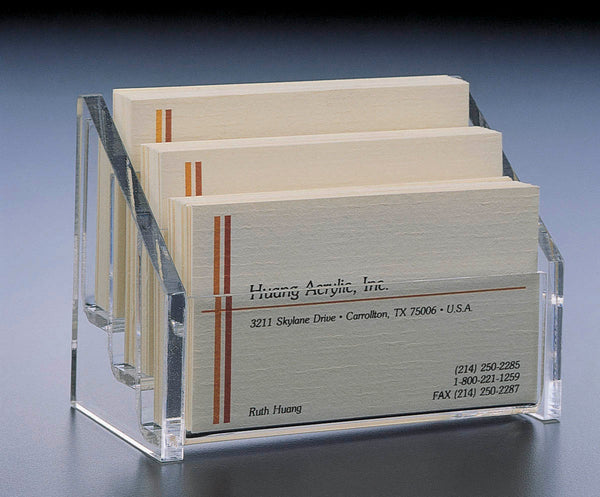 Huang Acrylic, Inc.
3211 Skylane Drive • Carrollton, TX 75006 • U.S.A.
(214) 250-2285
1-800-221-1259
FAX (214) 250-2287
Ruth Huang